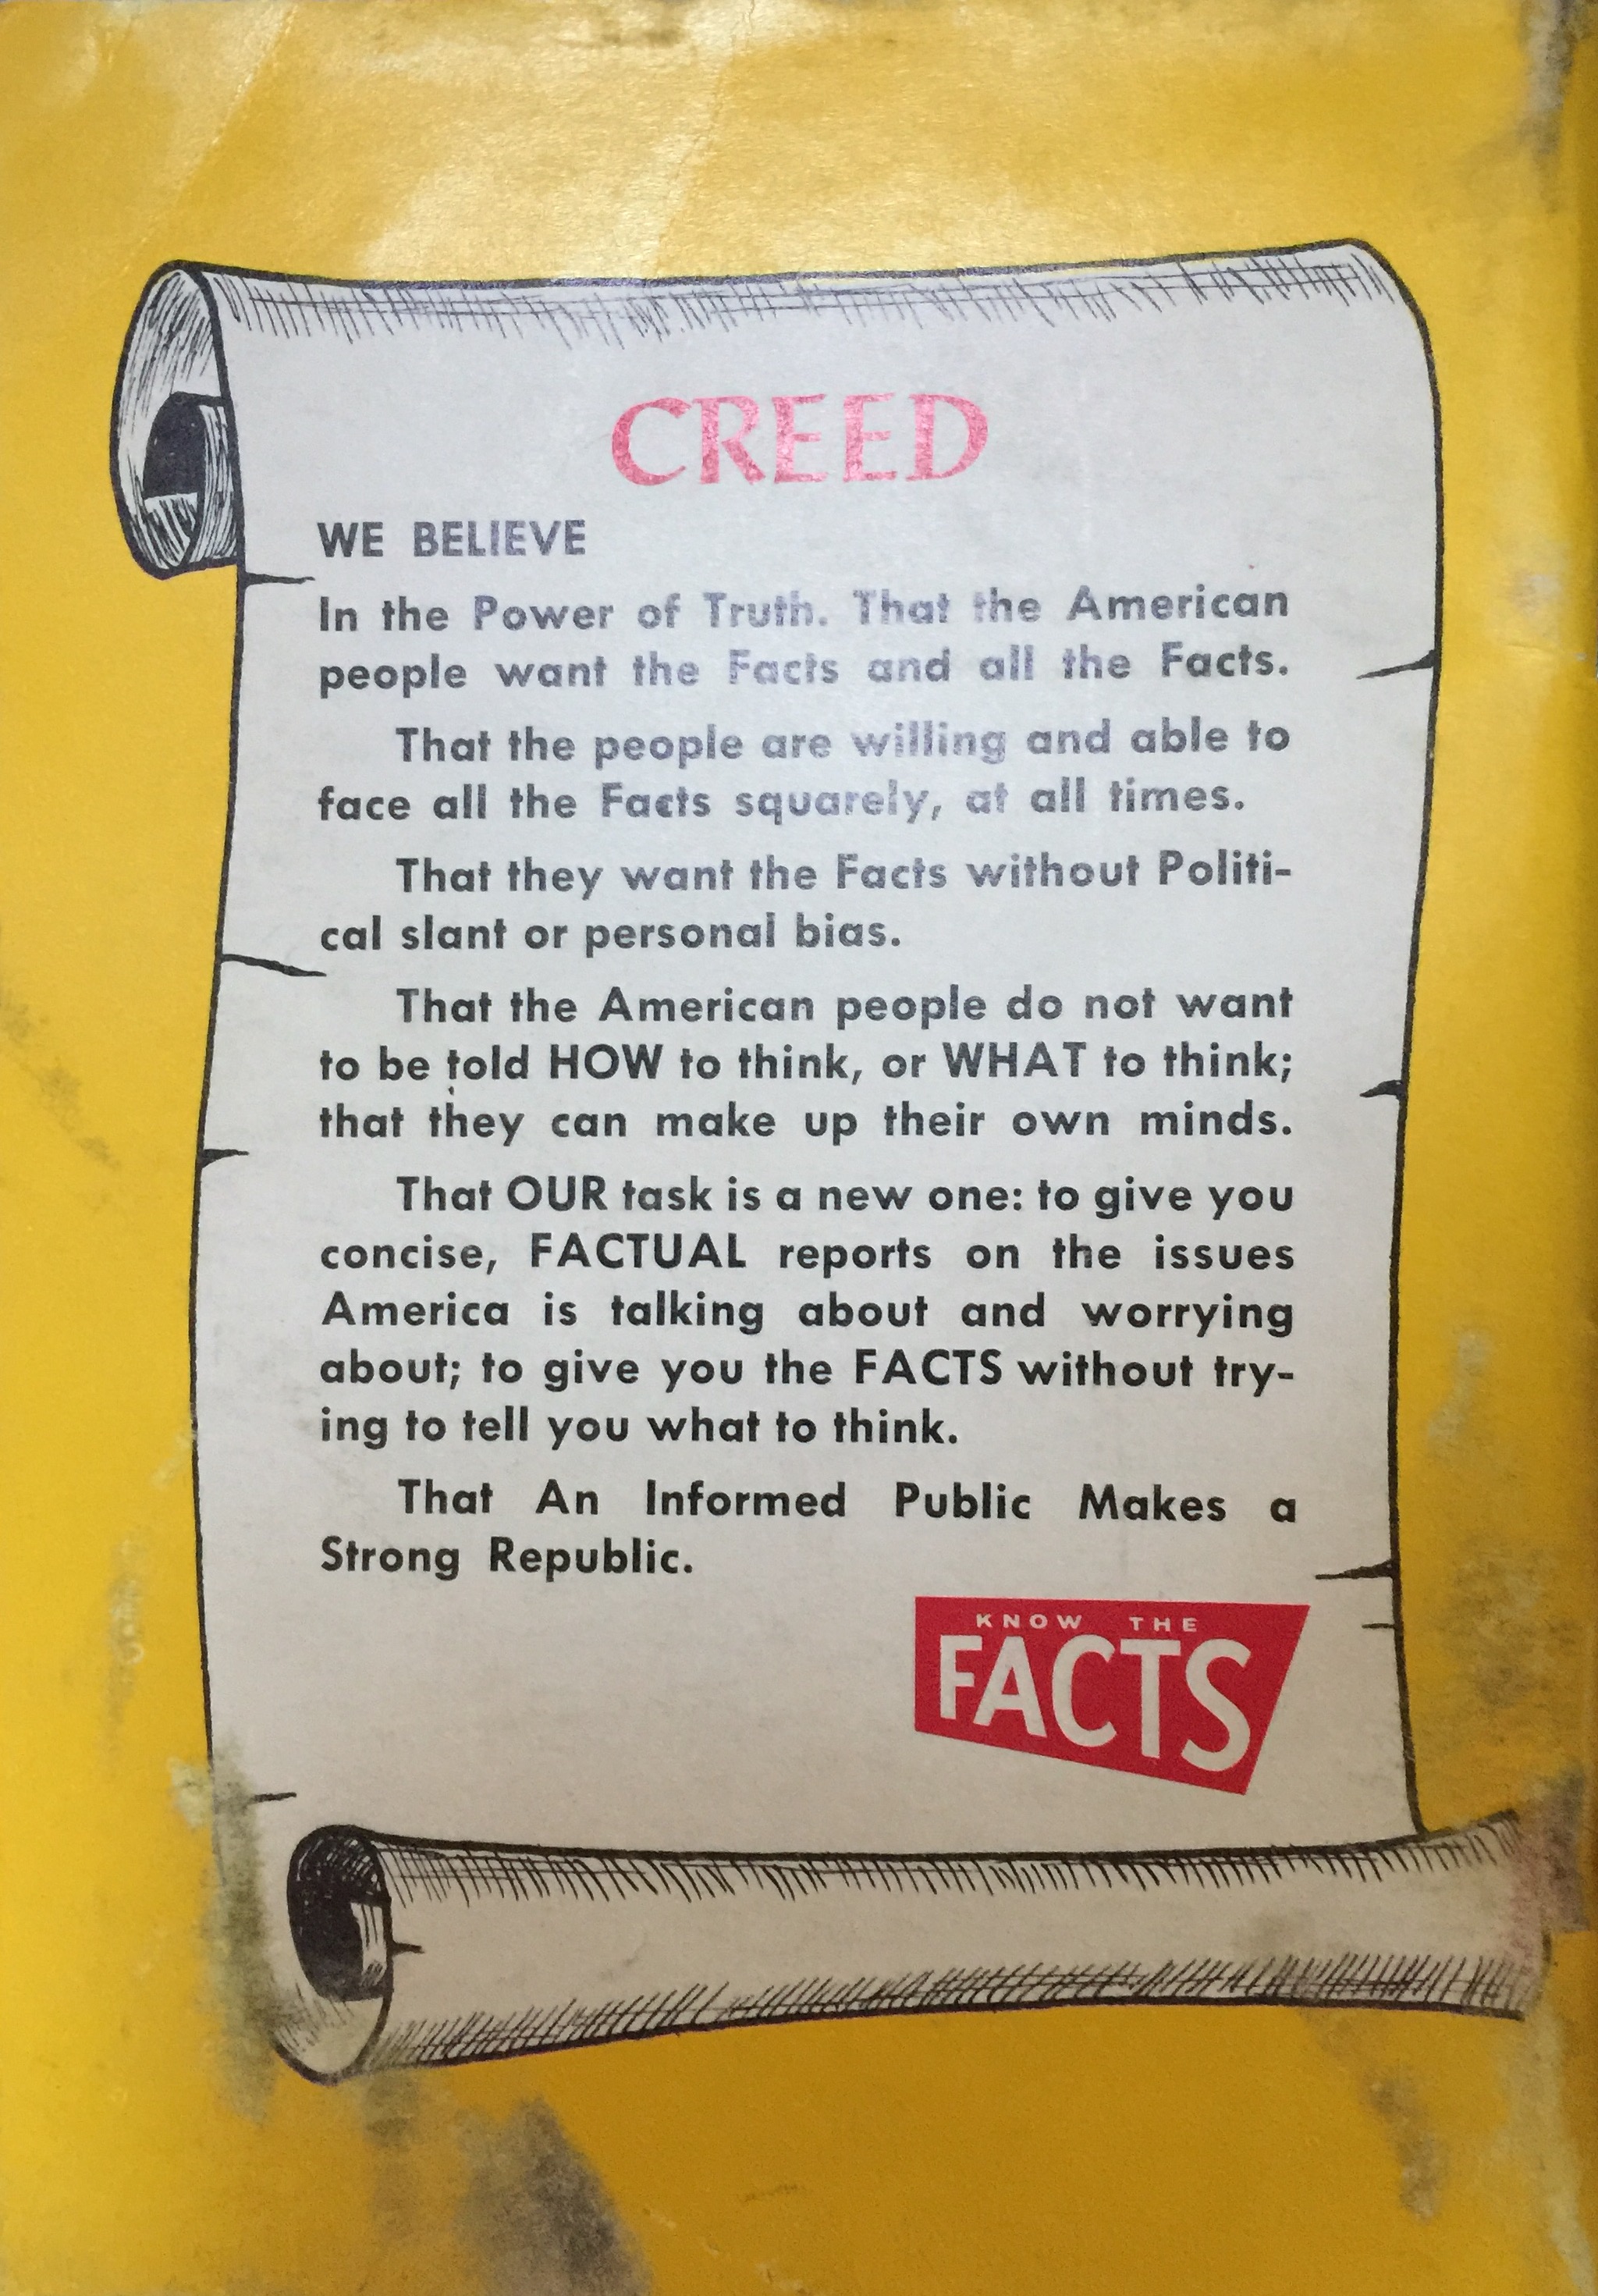 CREED
WE BELIEVE
In the Power of Truth. That the American
people want the Facts and all the Facts.
That the people are willing and able to
face all the Facts squarely, at all times.
That they want the Facts without Politi-
cal slant or personal bias.
That the American people do not want
to be told HOW to think, or WHAT to think;
that they can make up their own minds.
That OUR task is a new one: to give you
concise, FACTUAL reports on the issues
America is talking about and worrying
about; to give you the FACTS without try-
ing to tell you what to think.
That An Informed Public Makes a
Strong Republic.
KNOW THE
FACTS